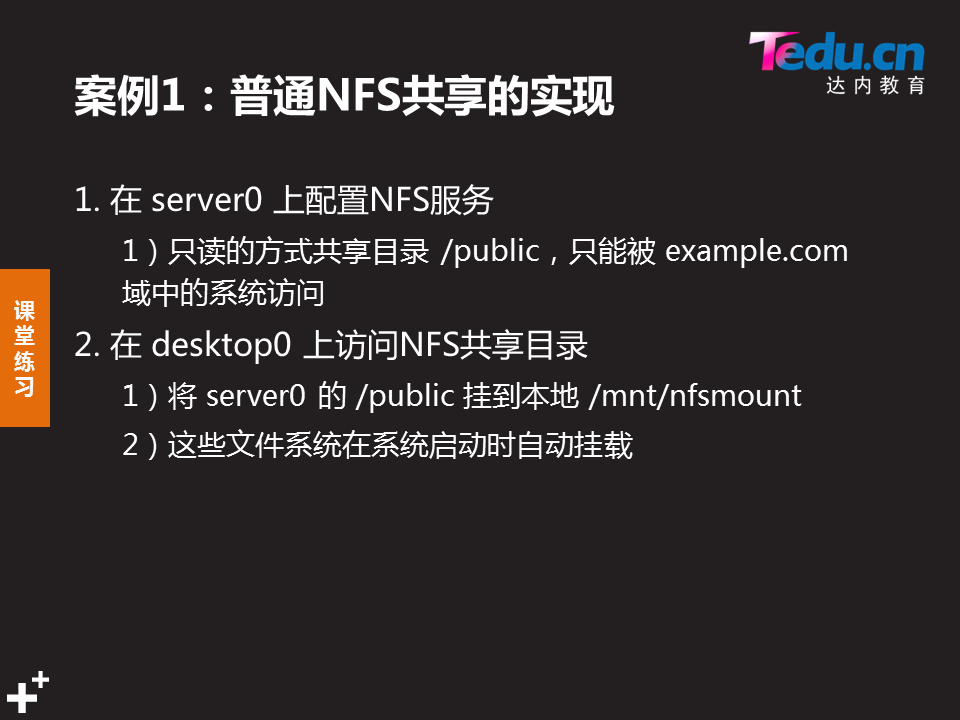 Tedu.cn
达内教育
案例1：普通NFS共享的实现
1. 在 server0 上配置NFS服务
1）只读的方式共享目录 /public，只能被 example.com
域中的系统访问
2. 在 desktop0 上访问NFS共享目录
1）将 server0 的 /public 挂到本地 /mnt/nfsmount
2）这些文件系统在系统启动时自动挂载
课
堂
练
习